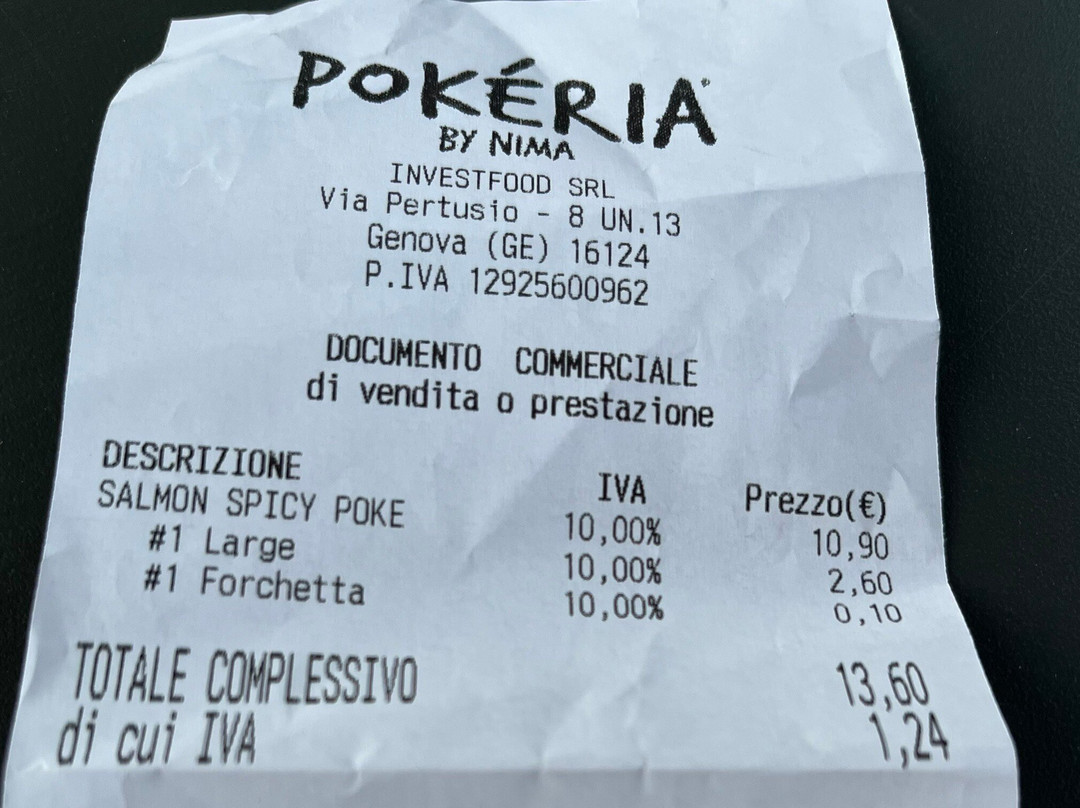 POKÉRIA
BY NIMA
INVESTFOOD SRL
Via Pertusio - 8 UN.13
Genova (GE) 16124
P.IVA 12925600962
DOCUMENTO COMMERCIALE
di vendita o prestazione
DESCRIZIONE IVA Prezzo(€)
SALMON SPICY POKE 10,00% 10,90
#1 Large 10,00% 2,60
#1 Forchetta 10,00% 0,10
TOTALE COMPLESSIVO 13,60
di cui IVA 1,24